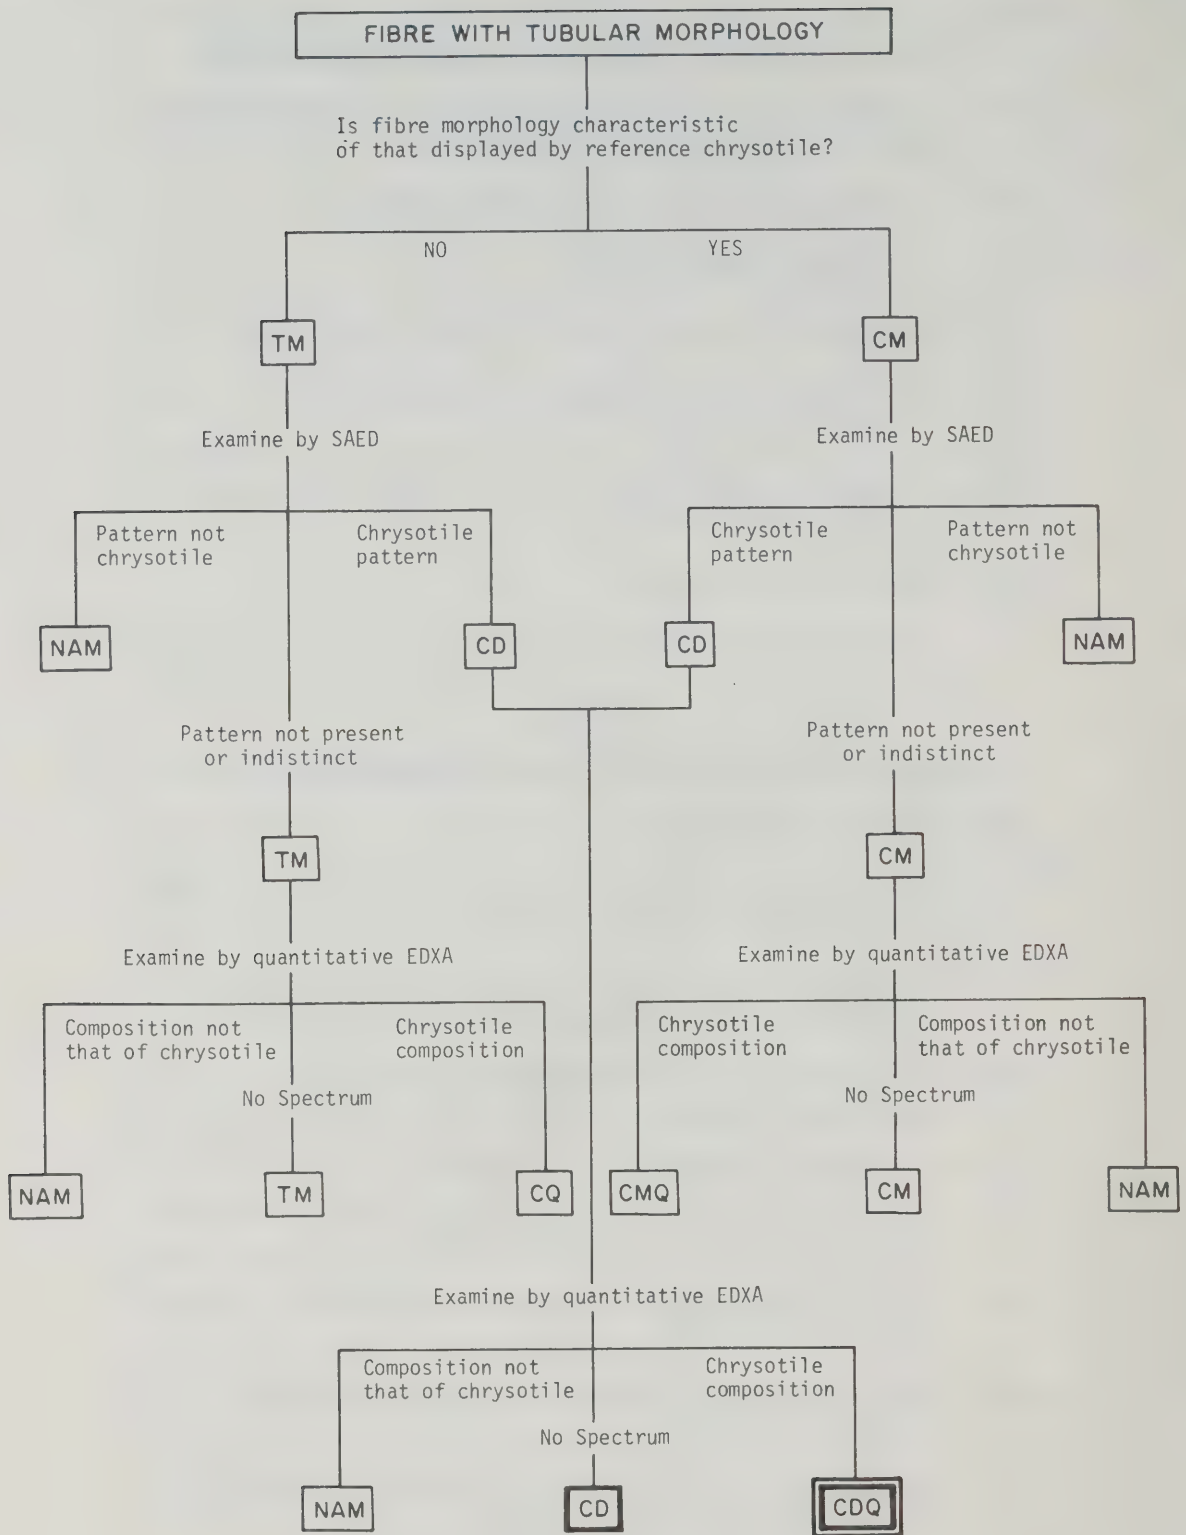 FIBRE WITH TUBULAR MORPHOLOGY
Is fibre morphology characteristic
of that displayed by reference chrysotile?
NO
YES
TM
CM
Examine by SAED
Examine by SAED
Pattern not
chrysotile
Chrysotile
pattern
Chrysotile
pattern
Pattern not
chrysotile
NAM
CD
CD
NAM
Pattern not present
or indistinct
Pattern not present
or indistinct
TM
CM
Examine by quantitative EDXA
Examine by quantitative EDXA
Composition not
that of chrysotile
Chrysotile
composition
Chrysotile
composition
Composition not
that of chrysotile
No Spectrum
No Spectrum
NAM
TM
CQ
CMQ
CM
NAM
Examine by quantitative EDXA
Composition not
that of chrysotile
Chrysotile
composition
No Spectrum
NAM
CD
CDQ